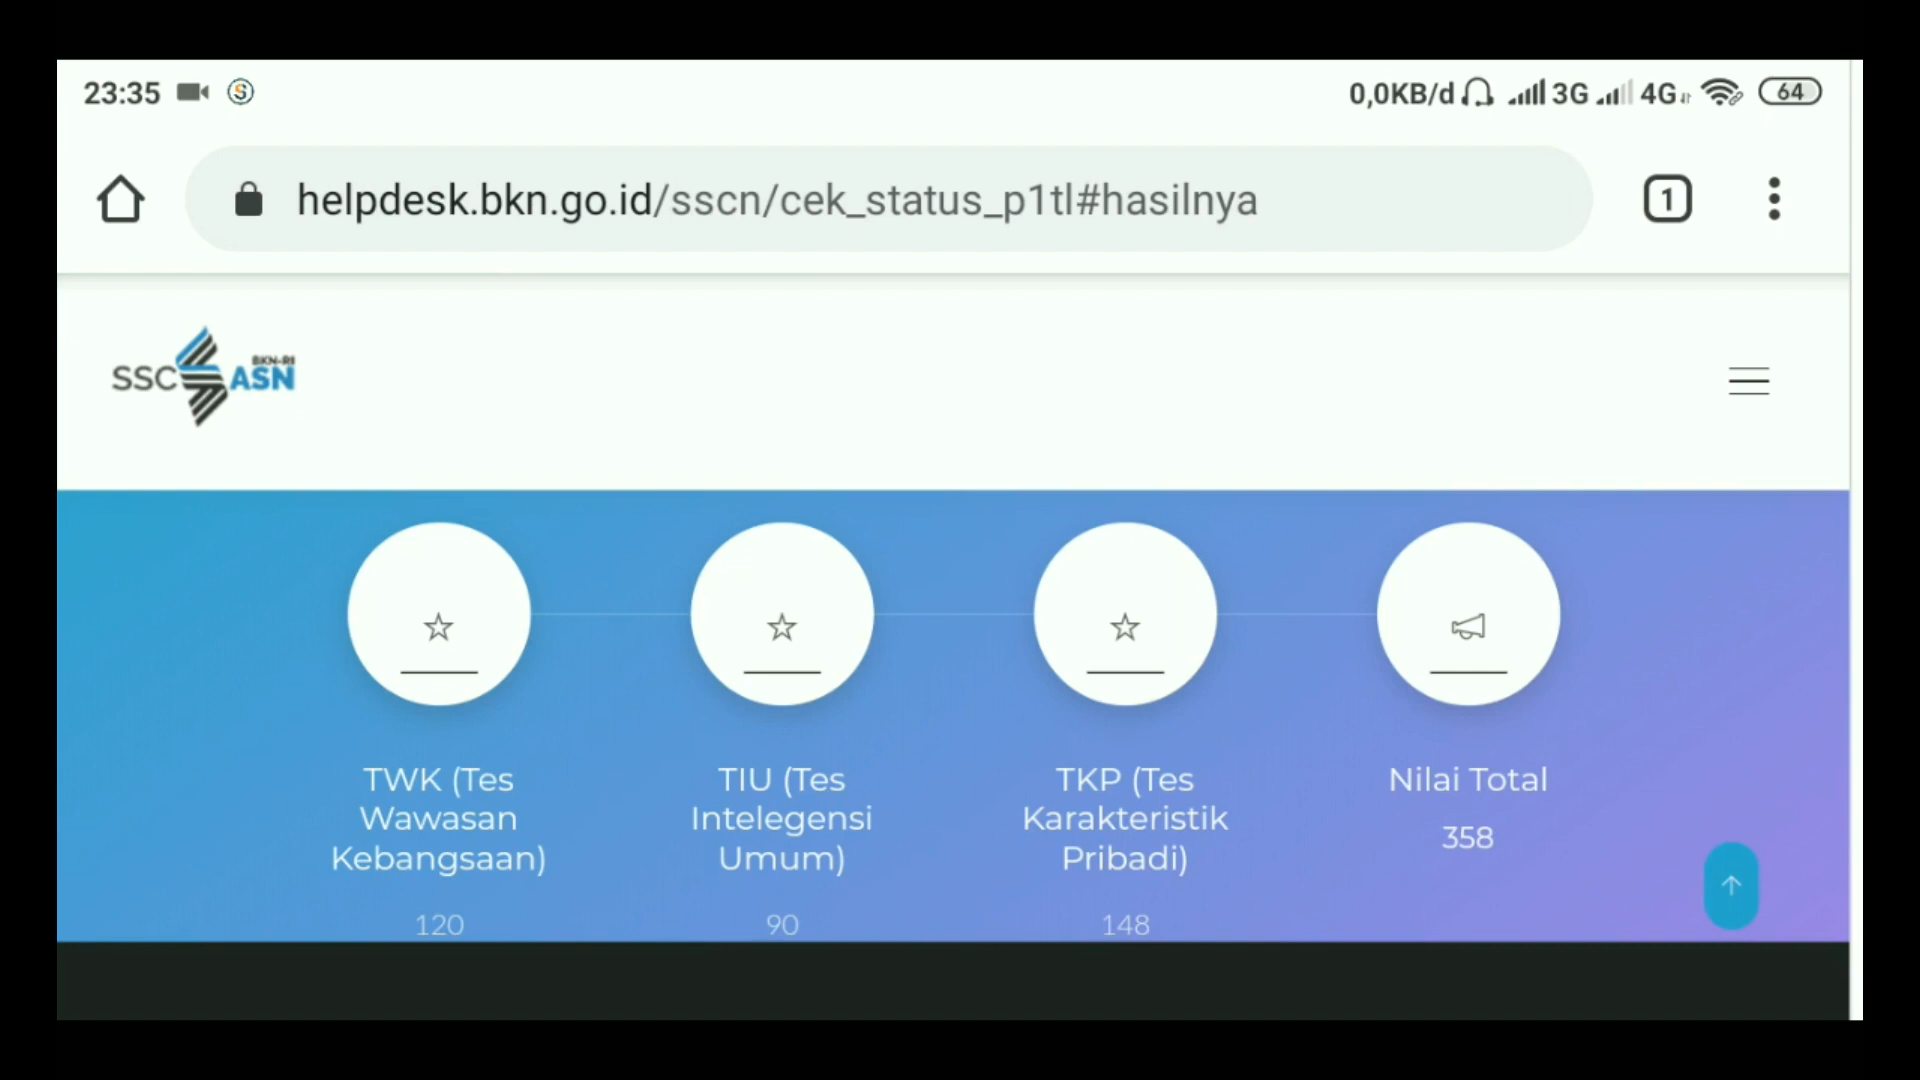 23:35
0,0KB/d 3G 4G 64
helpdesk.bkn.go.id/sscn/cek_status_p1tl#hasilnya
1
SSC ASN
BKN-RI
TWK (Tes
Wawasan
Kebangsaan)
120
TIU (Tes
Intelegensi
Umum)
90
TKP (Tes
Karakteristik
Pribadi)
148
Nilai Total
358